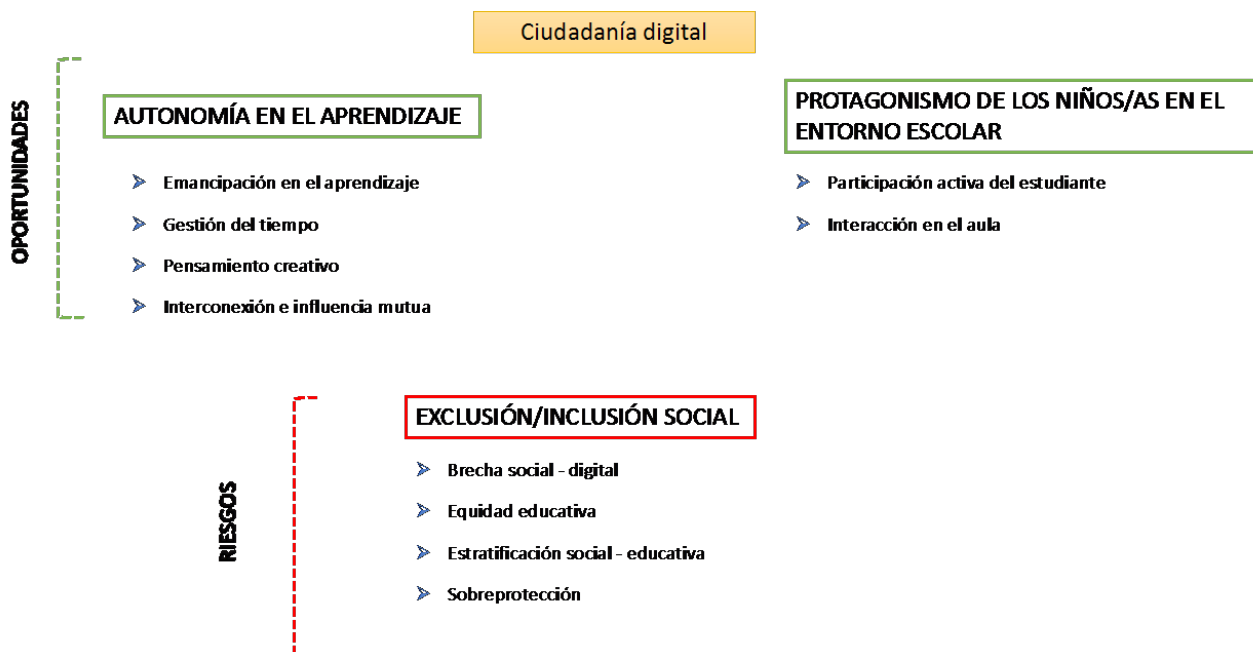 Ciudadanía digital
OPORTUNIDADES
AUTONOMÍA EN EL APRENDIZAJE
Emancipación en el aprendizaje
Gestión del tiempo
Pensamiento creativo
Interconexión e influencia mutua
PROTAGONISMO DE LOS NIÑOS/AS EN EL
ENTORNO ESCOLAR
Participación activa del estudiante
Interacción en el aula
RIESGOS
EXCLUSIÓN/INCLUSIÓN SOCIAL
Brecha social - digital
Equidad educativa
Estratificación social - educativa
Sobreprotección